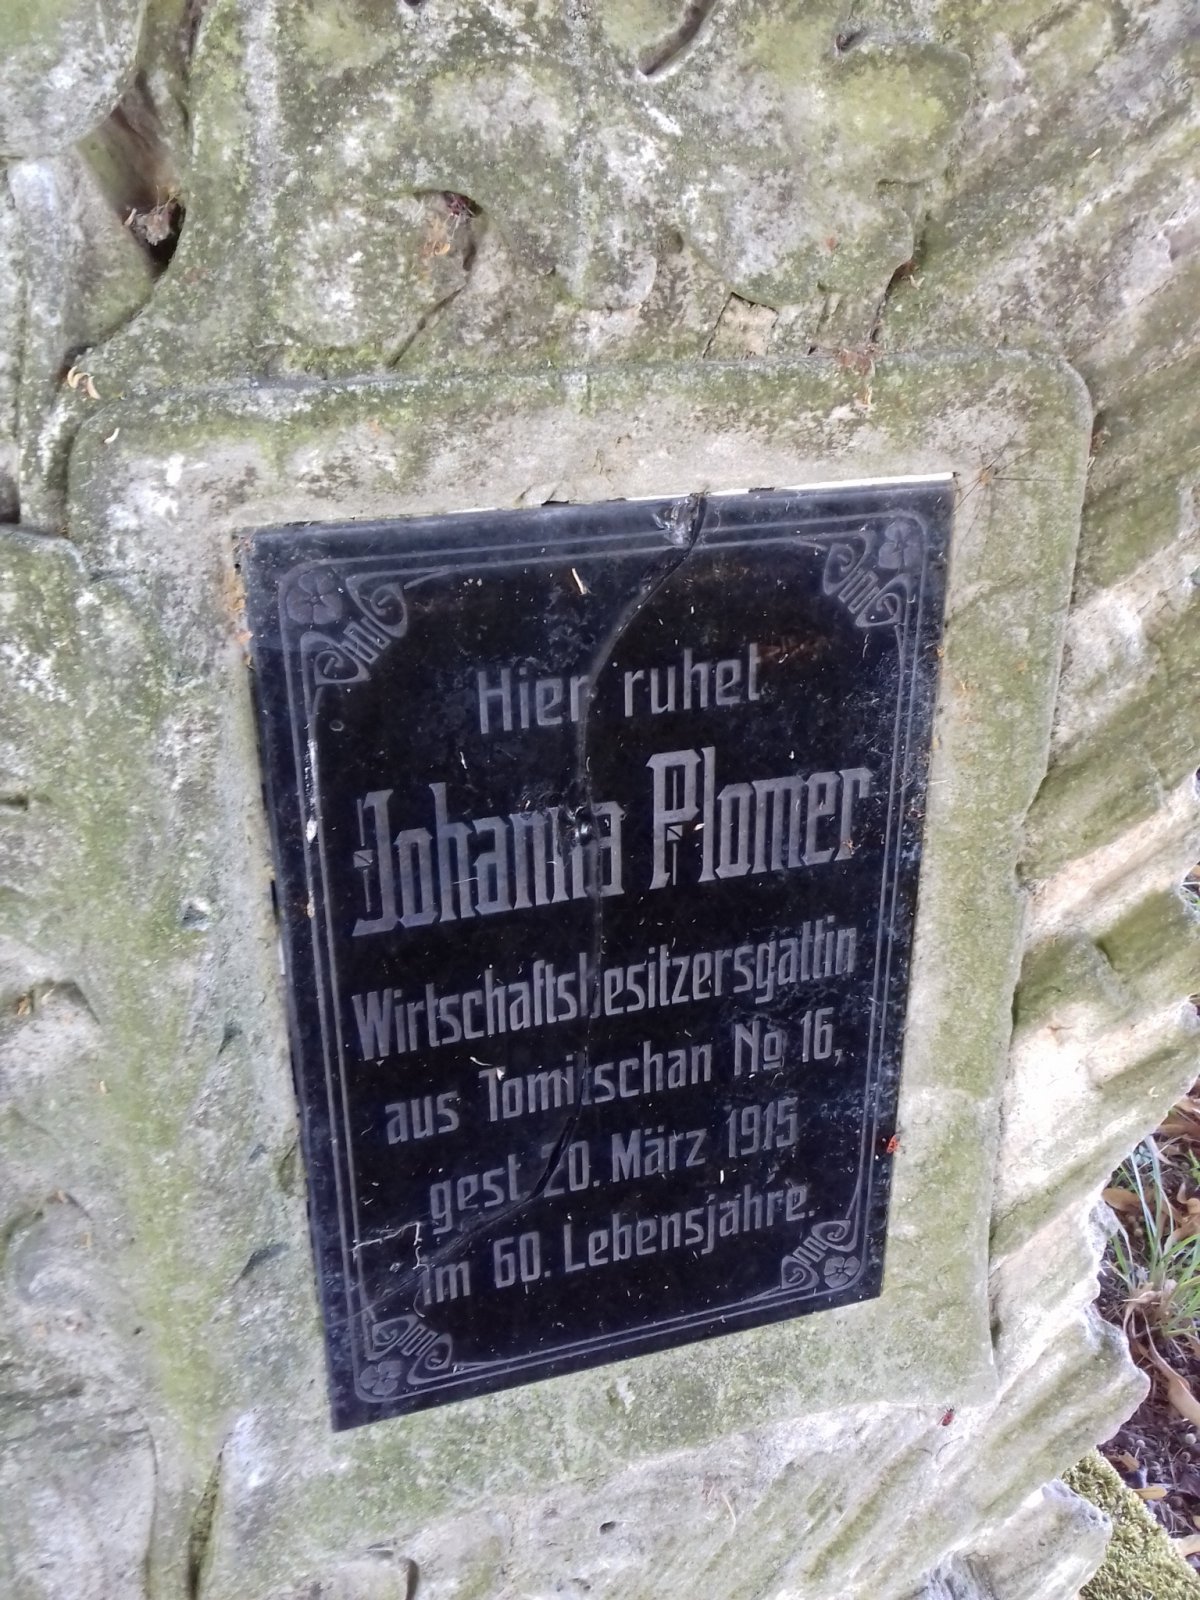 Hier ruhet
Johanna Plomer
Wirtschaftsbesitzersgattin
aus Tomitschan No 16,
gest. 20. März 1915
im 60. Lebensjahre.